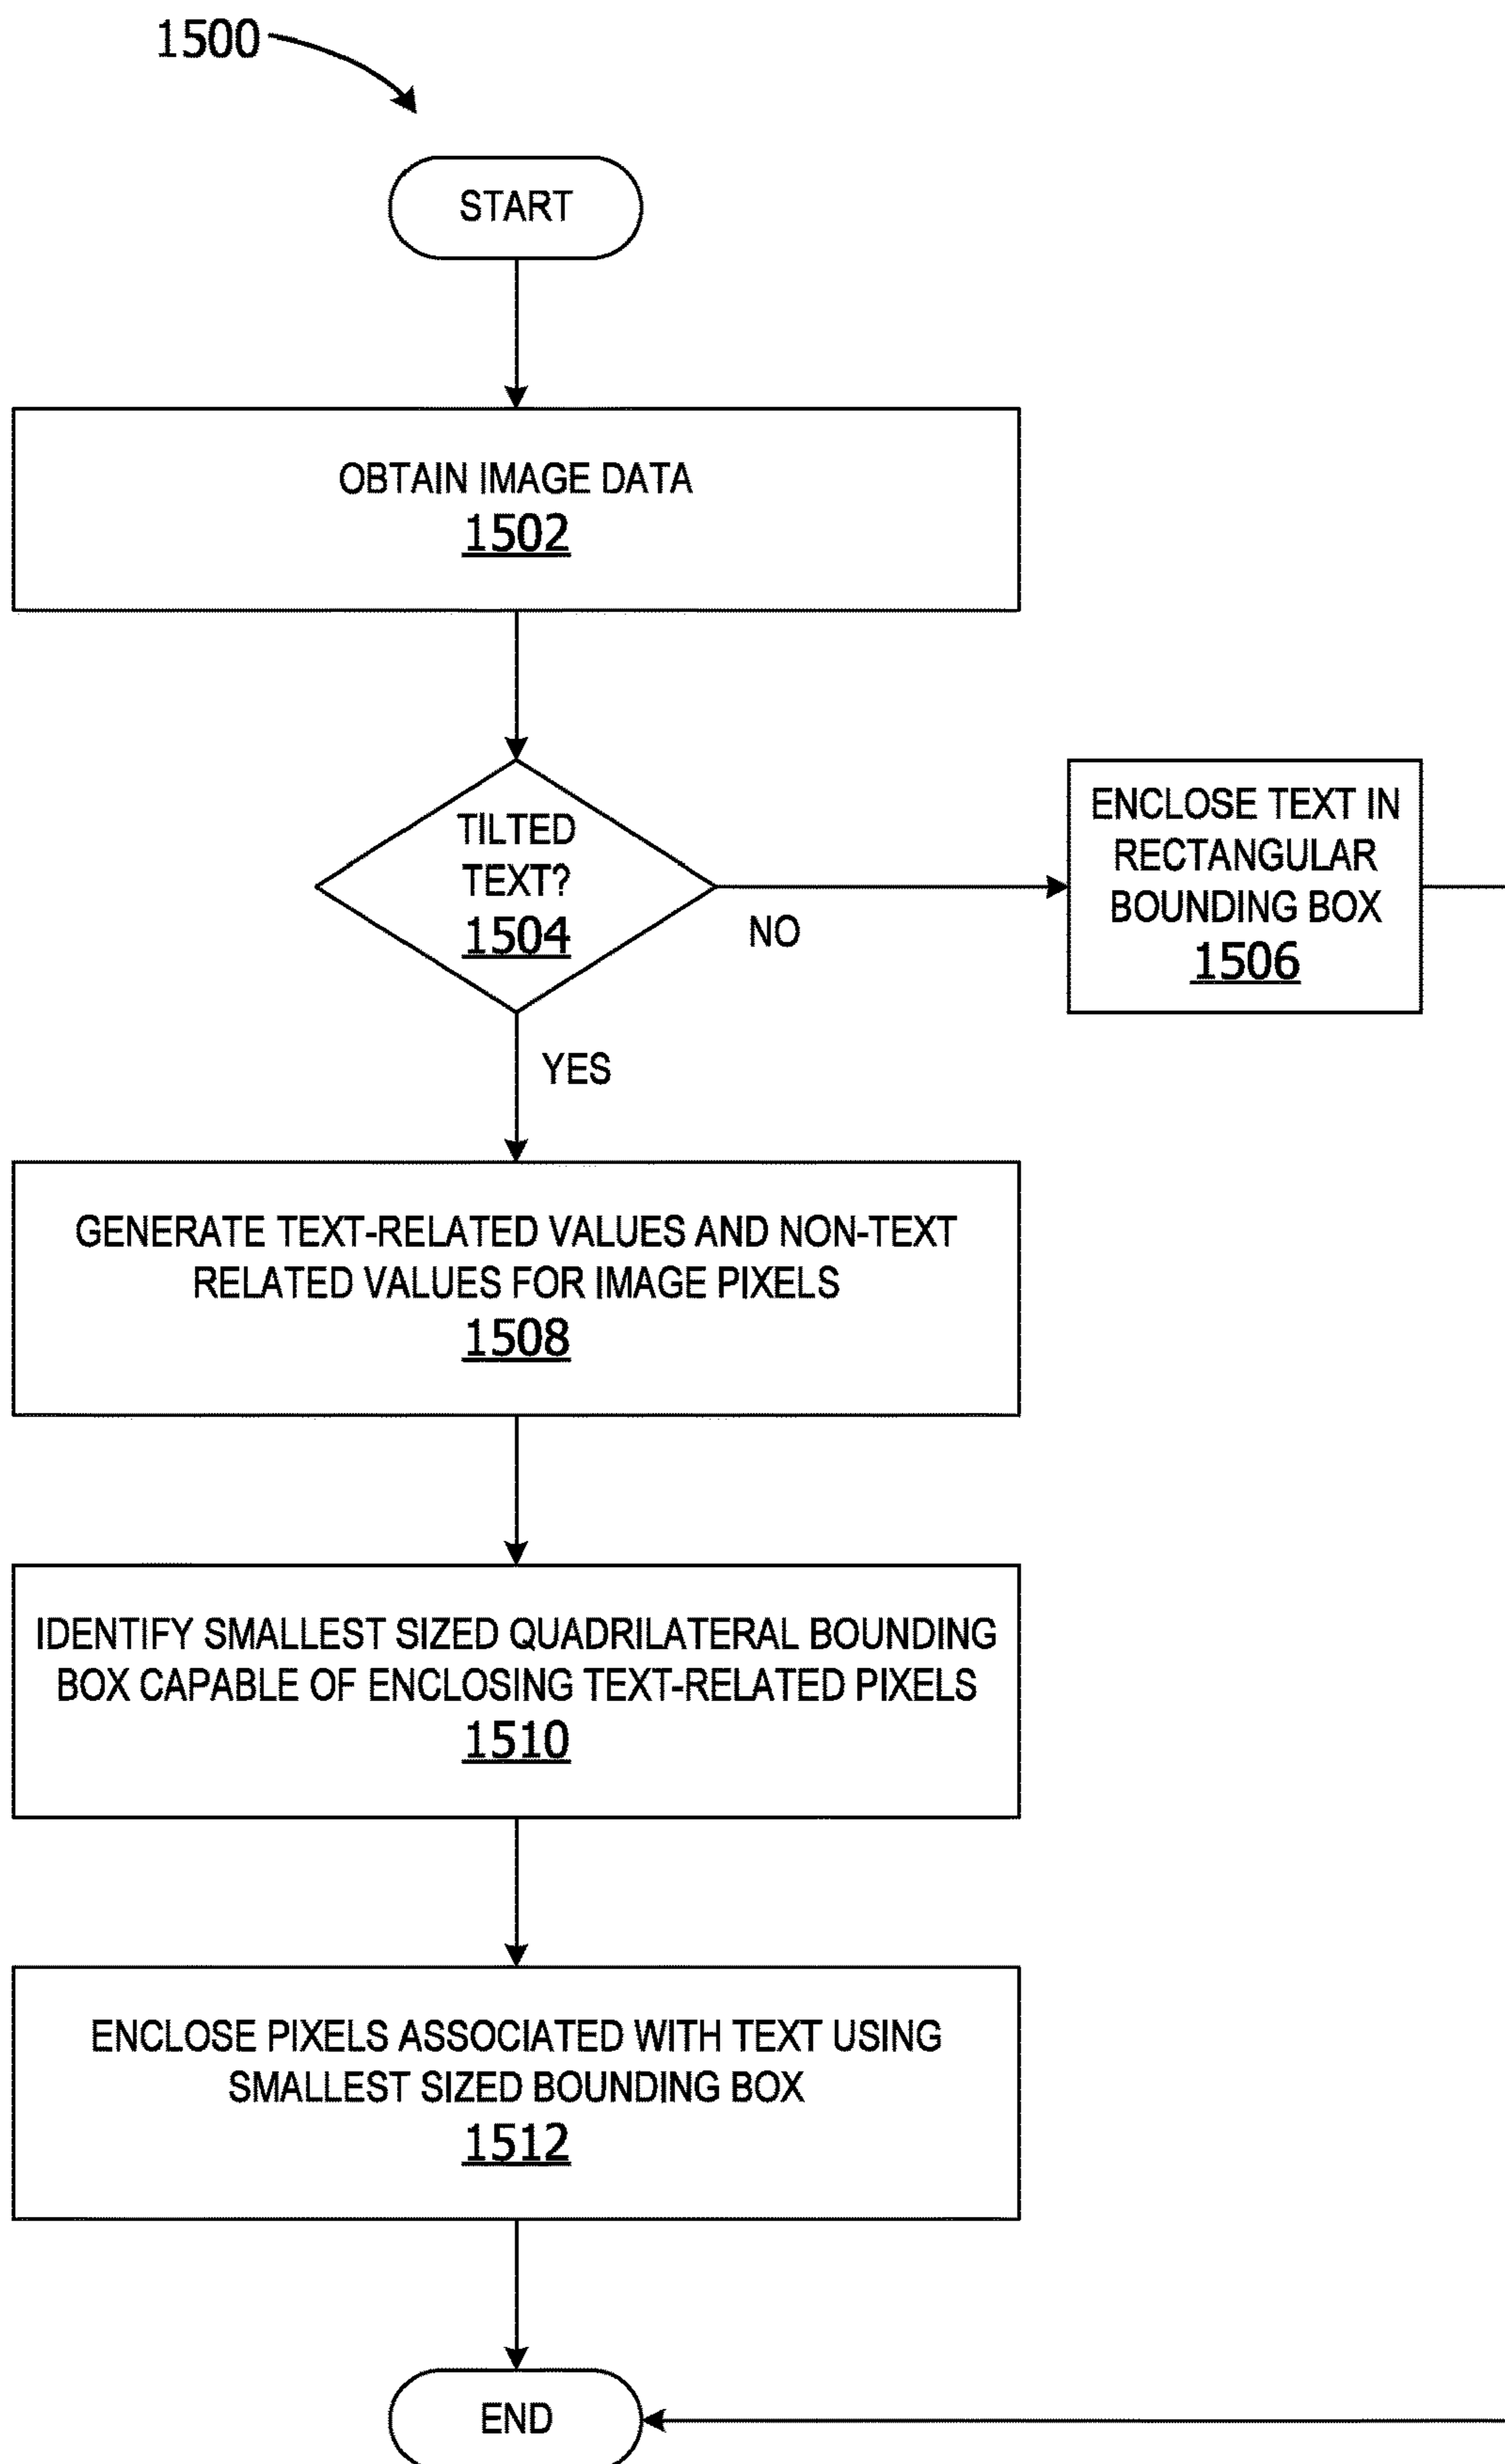 1500
START
OBTAIN IMAGE DATA
1502
TILTED
TEXT?
1504
NO
ENCLOSE TEXT IN
RECTANGULAR
BOUNDING BOX
1506
YES
GENERATE TEXT-RELATED VALUES AND NON-TEXT
RELATED VALUES FOR IMAGE PIXELS
1508
IDENTIFY SMALLEST SIZED QUADRILATERAL BOUNDING
BOX CAPABLE OF ENCLOSING TEXT-RELATED PIXELS
1510
ENCLOSE PIXELS ASSOCIATED WITH TEXT USING
SMALLEST SIZED BOUNDING BOX
1512
END